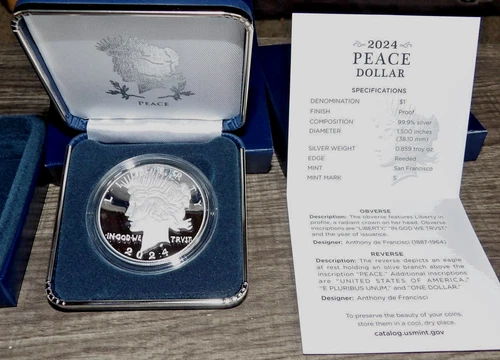 PEACE
LIBERTY
IN GOD WE TRVST
2024
2024
PEACE
DOLLAR
SPECIFICATIONS
DENOMINATION $1
FINISH Proof
COMPOSITION 99.9% silver
DIAMETER 1.500 inches
(38.10 mm)
SILVER WEIGHT 0.859 troy oz.
EDGE Reeded
MINT San Francisco
MINT MARK S
OBVERSE
Description: The obverse features Liberty in
profile, a radiant crown on her head. Obverse
inscriptions are "LIBERTY," "IN GOD WE TRUST"
and the year of issuance.
Designer: Anthony de Francisci (1887-1964)
REVERSE
Description: The reverse depicts an eagle
at rest holding an olive branch above the
inscription "PEACE." Additional inscriptions
are "UNITED STATES OF AMERICA,"
"E PLURIBUS UNUM," and "ONE DOLLAR."
Designer: Anthony de Francisci
To preserve the beauty of your coins,
store them in a cool, dry place.
catalog.usmint.gov